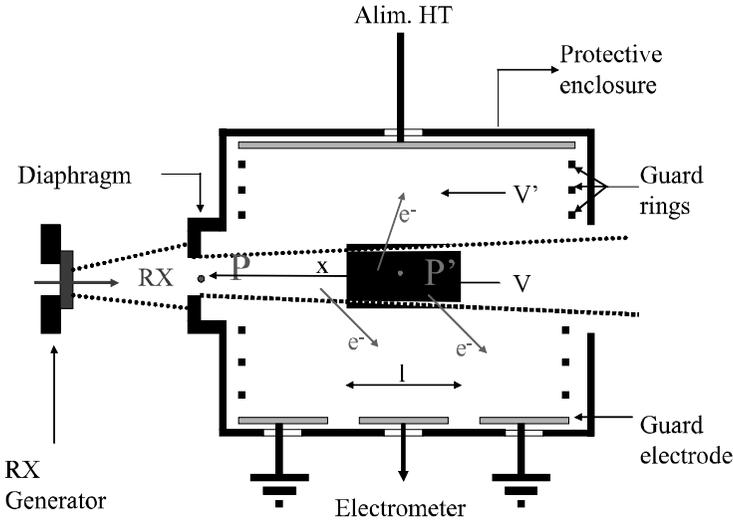 Alim. HT
Protective
enclosure
Diaphragm
Guard
rings
V'
e-
RX
P
x
P'
V
e-
e-
l
Guard
electrode
RX
Generator
Electrometer